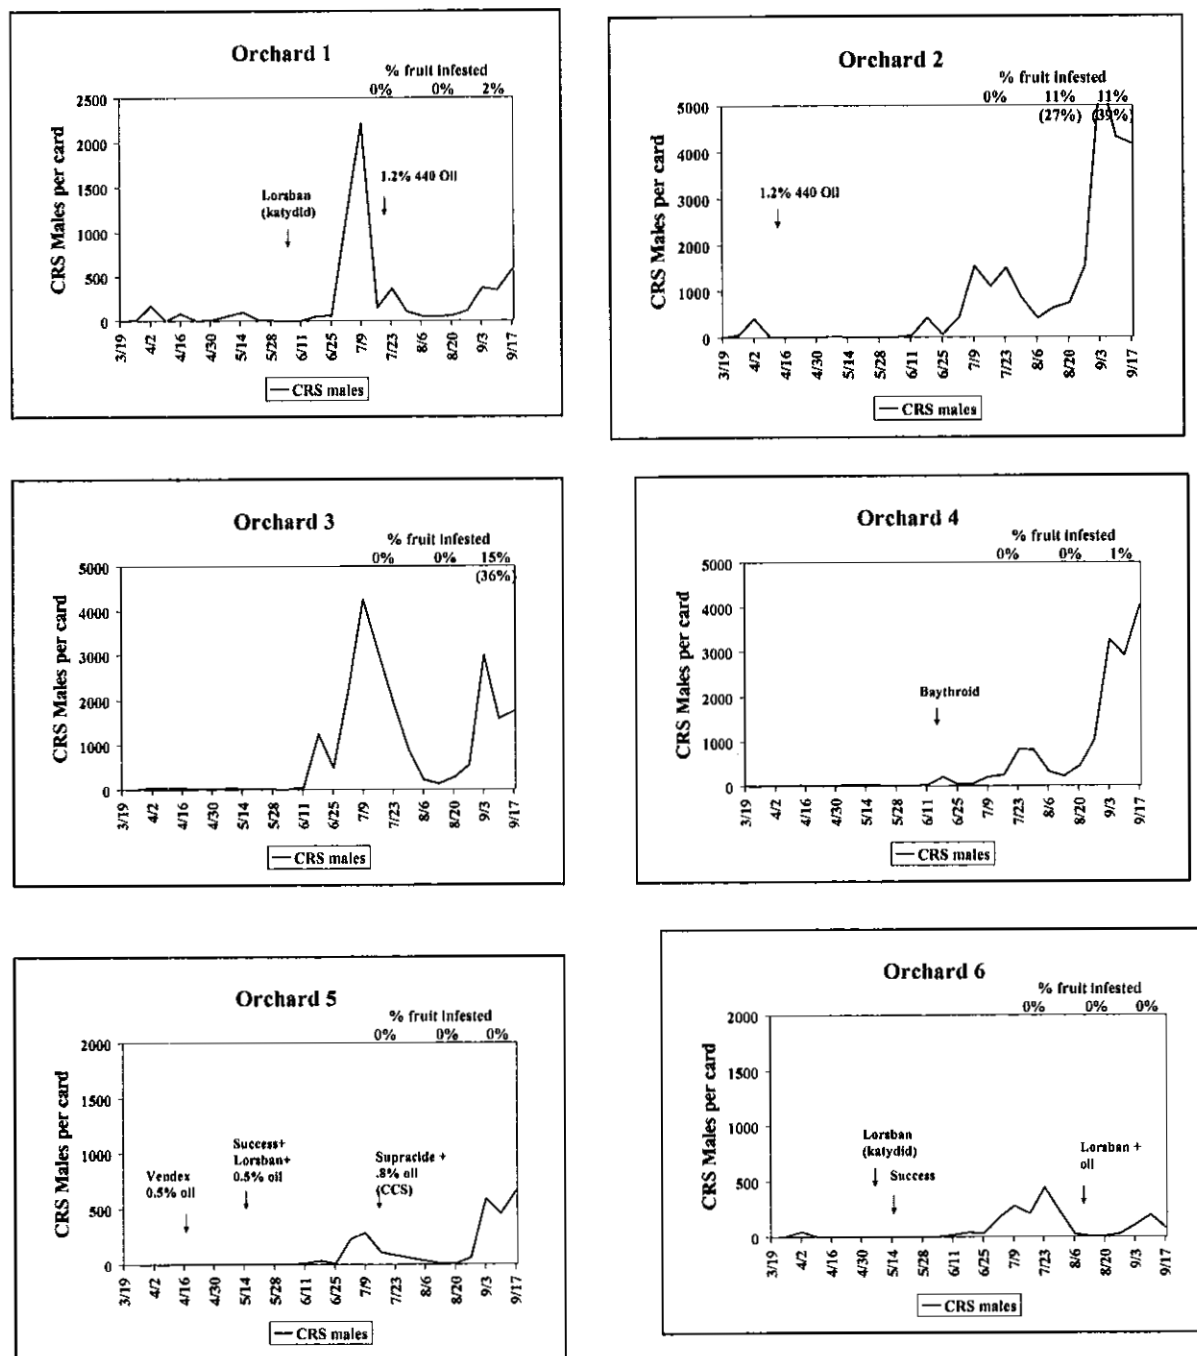 Orchard 1
% fruit infested
0% 0% 2%
2500
2000
1500
1000
500
0
CRS Males per card
Lorsban
(katydid)
1.2% 440 Oil
3/19 4/2 4/16 4/30 5/14 5/28 6/11 6/25 7/9 7/23 8/6 8/20 9/3 9/17
CRS males
Orchard 2
% fruit infested
0% 11% 11%
(27%) (39%)
5000
4000
3000
2000
1000
0
CRS Males per card
1.2% 440 Oil
3/19 4/2 4/16 4/30 5/14 5/28 6/11 6/25 7/9 7/23 8/6 8/20 9/3 9/17
CRS males
Orchard 3
% fruit infested
0% 0% 15%
(36%)
5000
4000
3000
2000
1000
0
CRS Males per card
3/19 4/2 4/16 4/30 5/14 5/28 6/11 6/25 7/9 7/23 8/6 8/20 9/3 9/17
CRS males
Orchard 4
% fruit infested
0% 0% 1%
5000
4000
3000
2000
1000
0
CRS Males per card
Baythroid
3/19 4/2 4/16 4/30 5/14 5/28 6/11 6/25 7/9 7/23 8/6 8/20 9/3 9/17
CRS males
Orchard 5
% fruit infested
0% 0% 0%
2000
1500
1000
500
0
CRS Males per card
Vendex
0.5% oil
Success+
Lorsban+
0.5% oil
Supracide +
.8% oil
(CCS)
3/19 4/2 4/16 4/30 5/14 5/28 6/11 6/25 7/9 7/23 8/6 8/20 9/3 9/17
CRS males
Orchard 6
% fruit infested
0% 0% 0%
2000
1500
1000
500
0
CRS Males per card
Lorsban
(katydid)
Success
Lorsban +
oil
3/19 4/2 4/16 4/30 5/14 5/28 6/11 6/25 7/9 7/23 8/6 8/20 9/3 9/17
CRS males